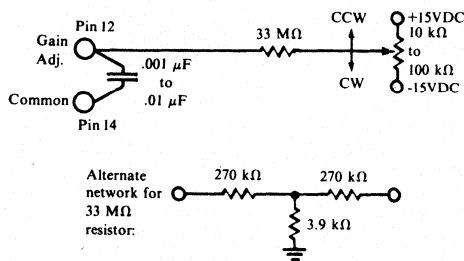 Pin 12
Gain
Adj.
.001 μF
to
.01 μF
Common
Pin 14
33 MΩ
CCW
CW
+15VDC
10 kΩ
to
100 kΩ
-15VDC
Alternate
network for
33 MΩ
resistor:
270 kΩ
270 kΩ
3.9 kΩ